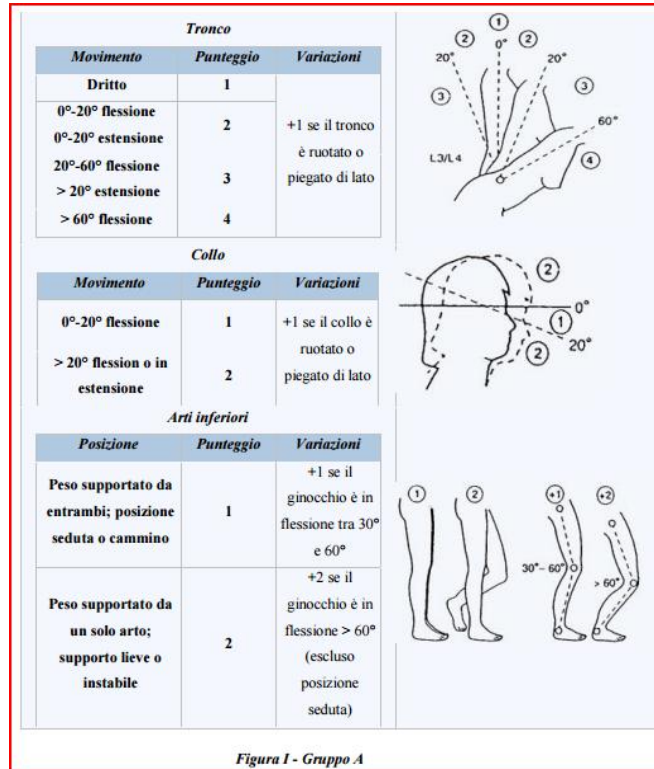 Tronco
Movimento Punteggio Variazioni
Dritto 1
0°-20° flessione
0°-20° estensione
2
20°-60° flessione
> 20° estensione
3
> 60° flessione 4
+1 se il tronco
è ruotato o
piegato di lato
1
2 0° 2
20° 20°
3 3
60°
L3/L4
4
Collo
Movimento Punteggio Variazioni
0°-20° flessione 1
> 20° flession o in
estensione
2
+1 se il collo è
ruotato o
piegato di lato
2
0°
1
20°
2
Arti inferiori
Posizione Punteggio Variazioni
Peso supportato da
entrambi; posizione
seduta o cammino
1
+1 se il
ginocchio è in
flessione tra 30°
e 60°
Peso supportato da
un solo arto;
supporto lieve o
instabile
2
+2 se il
ginocchio è in
flessione > 60°
(escluso
posizione
seduta)
1 2 +1 +2
30°-60°
> 60°
Figura I - Gruppo A